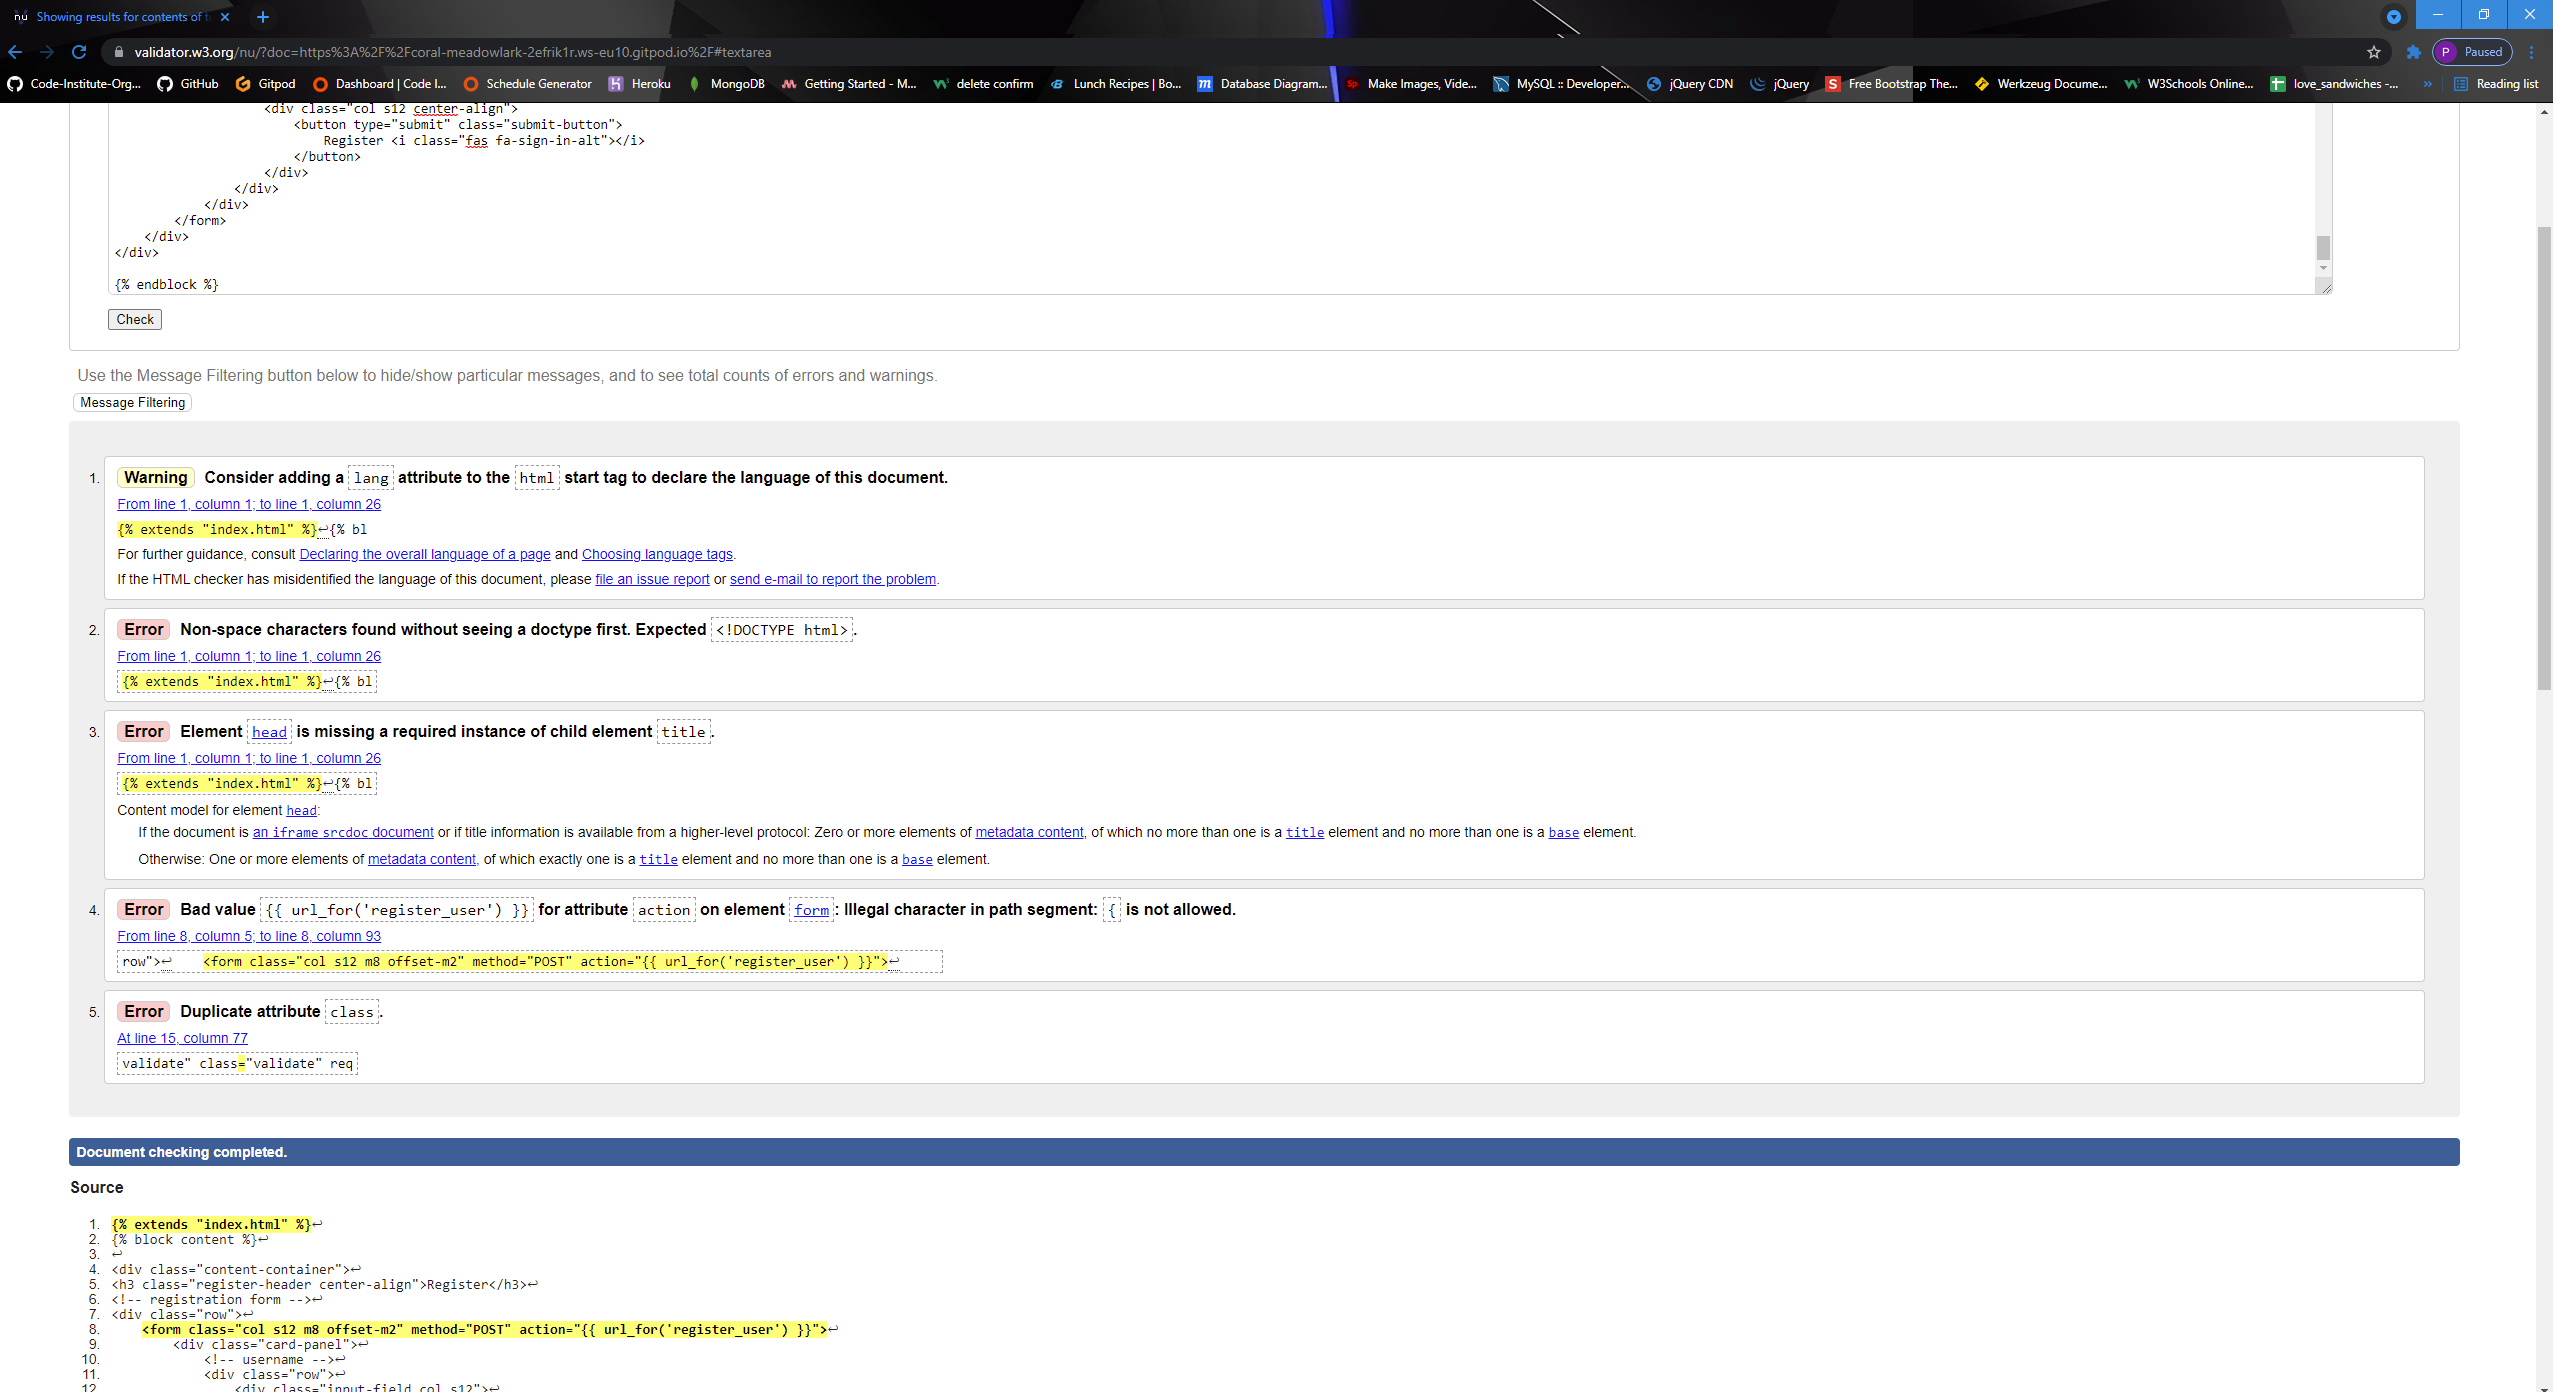 nu Showing results for contents of t
validator.w3.org/nu/?doc=https%3A%2F%2Fcoral-meadowlark-2efrik1r.ws-eu10.gitpod.io%2F#textarea
P Paused
Code-Institute-Org... GitHub Gitpod Dashboard | Code I... Schedule Generator Heroku MongoDB Getting Started - M... delete confirm Lunch Recipes | Bo... Database Diagram... Make Images, Vide... MySQL :: Developer... jQuery CDN jQuery Free Bootstrap The... Werkzeug Docume... W3Schools Online... love_sandwiches -... » Reading list
<div class="col s12 center-align">
<button type="submit" class="submit-button">
Register <i class="fas fa-sign-in-alt"></i>
</button>
</div>
</div>
</div>
</form>
</div>
</div>
{% endblock %}
Check
Use the Message Filtering button below to hide/show particular messages, and to see total counts of errors and warnings.
Message Filtering
1. Warning Consider adding a lang attribute to the html start tag to declare the language of this document.
From line 1, column 1; to line 1, column 26
{% extends "index.html" %}↩{% bl
For further guidance, consult Declaring the overall language of a page and Choosing language tags.
If the HTML checker has misidentified the language of this document, please file an issue report or send e-mail to report the problem.
2. Error Non-space characters found without seeing a doctype first. Expected <!DOCTYPE html>.
From line 1, column 1; to line 1, column 26
{% extends "index.html" %}↩{% bl
3. Error Element head is missing a required instance of child element title.
From line 1, column 1; to line 1, column 26
{% extends "index.html" %}↩{% bl
Content model for element head:
If the document is an iframe srcdoc document or if title information is available from a higher-level protocol: Zero or more elements of metadata content, of which no more than one is a title element and no more than one is a base element.
Otherwise: One or more elements of metadata content, of which exactly one is a title element and no more than one is a base element.
4. Error Bad value {{ url_for('register_user') }} for attribute action on element form: Illegal character in path segment: { is not allowed.
From line 8, column 5; to line 8, column 93
row">↩ <form class="col s12 m8 offset-m2" method="POST" action="{{ url_for('register_user') }}">↩
5. Error Duplicate attribute class.
At line 15, column 77
validate" class="validate" req
Document checking completed.
Source
1. {% extends "index.html" %}↩
2. {% block content %}↩
3. ↩
4. <div class="content-container">↩
5. <h3 class="register-header center-align">Register</h3>↩
6. <!-- registration form -->↩
7. <div class="row">↩
8. <form class="col s12 m8 offset-m2" method="POST" action="{{ url_for('register_user') }}">↩
9. <div class="card-panel">↩
10. <!-- username -->↩
11. <div class="row">↩
12. <div class="input-field col s12">↩